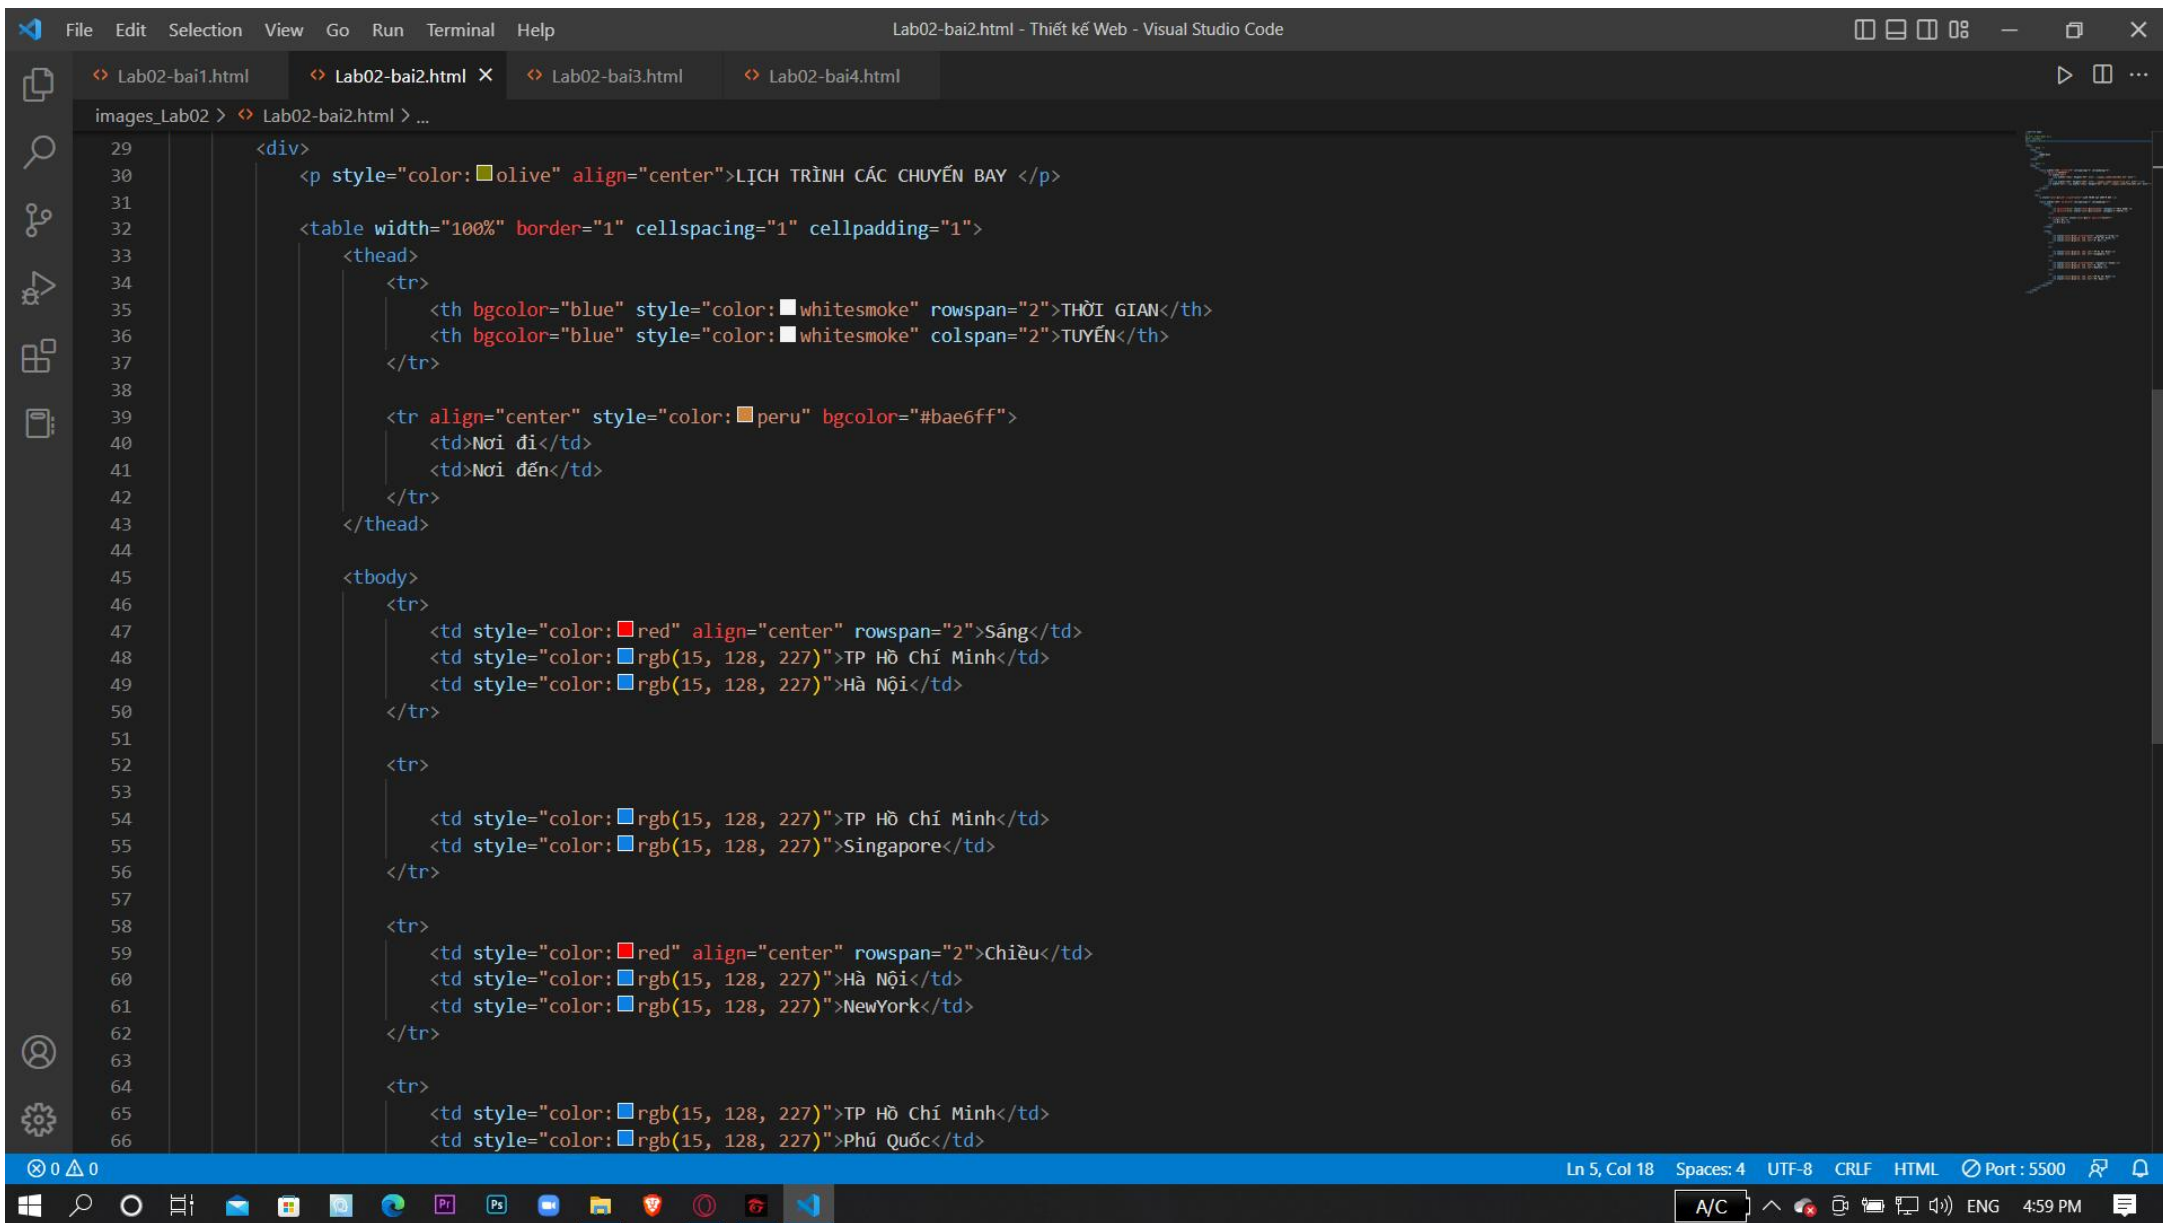 File Edit Selection View Go Run Terminal Help Lab02-bai2.html - Thiết kế Web - Visual Studio Code
Lab02-bai1.html Lab02-bai2.html Lab02-bai3.html Lab02-bai4.html
images_Lab02 > Lab02-bai2.html > ...
29 <div>
30 <p style="color:olive" align="center">LỊCH TRÌNH CÁC CHUYẾN BAY </p>
31
32 <table width="100%" border="1" cellspacing="1" cellpadding="1">
33 <thead>
34 <tr>
35 <th bgcolor="blue" style="color:whitesmoke" rowspan="2">THỜI GIAN</th>
36 <th bgcolor="blue" style="color:whitesmoke" colspan="2">TUYẾN</th>
37 </tr>
38
39 <tr align="center" style="color:peru" bgcolor="#bae6ff">
40 <td>Nơi đi</td>
41 <td>Nơi đến</td>
42 </tr>
43 </thead>
44
45 <tbody>
46 <tr>
47 <td style="color:red" align="center" rowspan="2">Sáng</td>
48 <td style="color:rgb(15, 128, 227)">TP Hồ Chí Minh</td>
49 <td style="color:rgb(15, 128, 227)">Hà Nội</td>
50 </tr>
51
52 <tr>
53
54 <td style="color:rgb(15, 128, 227)">TP Hồ Chí Minh</td>
55 <td style="color:rgb(15, 128, 227)">Singapore</td>
56 </tr>
57
58 <tr>
59 <td style="color:red" align="center" rowspan="2">Chiều</td>
60 <td style="color:rgb(15, 128, 227)">Hà Nội</td>
61 <td style="color:rgb(15, 128, 227)">NewYork</td>
62 </tr>
63
64 <tr>
65 <td style="color:rgb(15, 128, 227)">TP Hồ Chí Minh</td>
66 <td style="color:rgb(15, 128, 227)">Phú Quốc</td>
0 0 Ln 5, Col 18 Spaces: 4 UTF-8 CRLF HTML Port : 5500
Pr Ps A/C ENG 4:59 PM